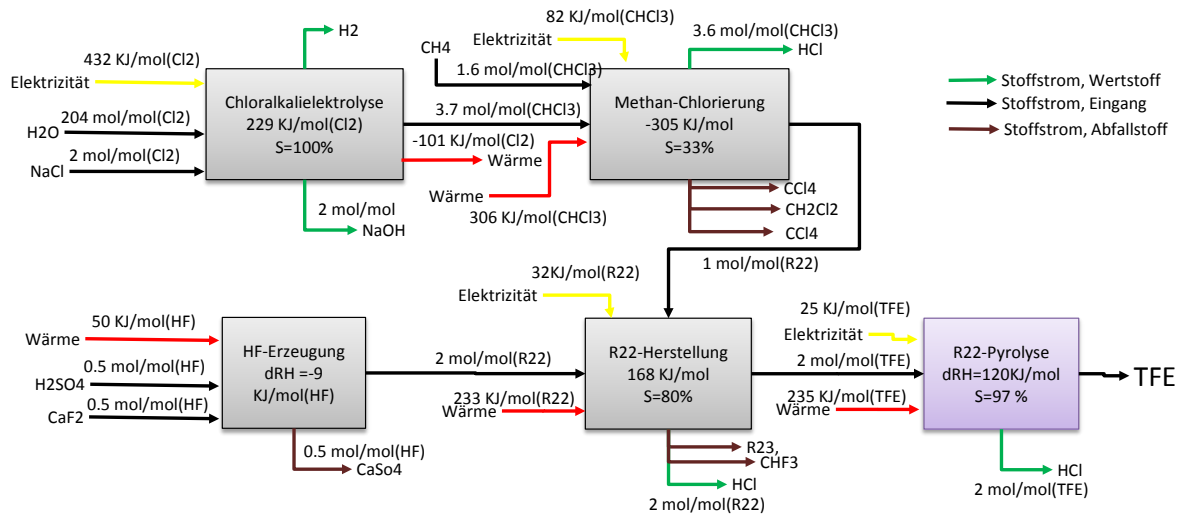 H2
82 KJ/mol(CHCl3)
Elektrizität
3.6 mol/mol(CHCl3)
HCl
432 KJ/mol(Cl2)
Elektrizität
CH4
1.6 mol/mol(CHCl3)
Stoffstrom, Wertstoff
Stoffstrom, Eingang
Stoffstrom, Abfallstoff
Chloralkalielektrolyse
229 KJ/mol(Cl2)
S=100%
Methan-Chlorierung
-305 KJ/mol
S=33%
204 mol/mol(Cl2)
H2O
2 mol/mol(Cl2)
NaCl
3.7 mol/mol(CHCl3)
-101 KJ/mol(Cl2)
Wärme
Wärme
306 KJ/mol(CHCl3)
CCl4
CH2Cl2
CCl4
2 mol/mol
NaOH
1 mol/mol(R22)
32KJ/mol(R22)
Elektrizität
25 KJ/mol(TFE)
Elektrizität
50 KJ/mol(HF)
Wärme
0.5 mol/mol(HF)
H2SO4
0.5 mol/mol(HF)
CaF2
HF-Erzeugung
dRH =-9
KJ/mol(HF)
2 mol/mol(R22)
R22-Herstellung
168 KJ/mol
S=80%
2 mol/mol(TFE)
R22-Pyrolyse
dRH=120KJ/mol
S=97 %
TFE
233 KJ/mol(R22)
Wärme
235 KJ/mol(TFE)
Wärme
0.5 mol/mol(HF)
CaSo4
R23,
CHF3
HCl
2 mol/mol(R22)
HCl
2 mol/mol(TFE)